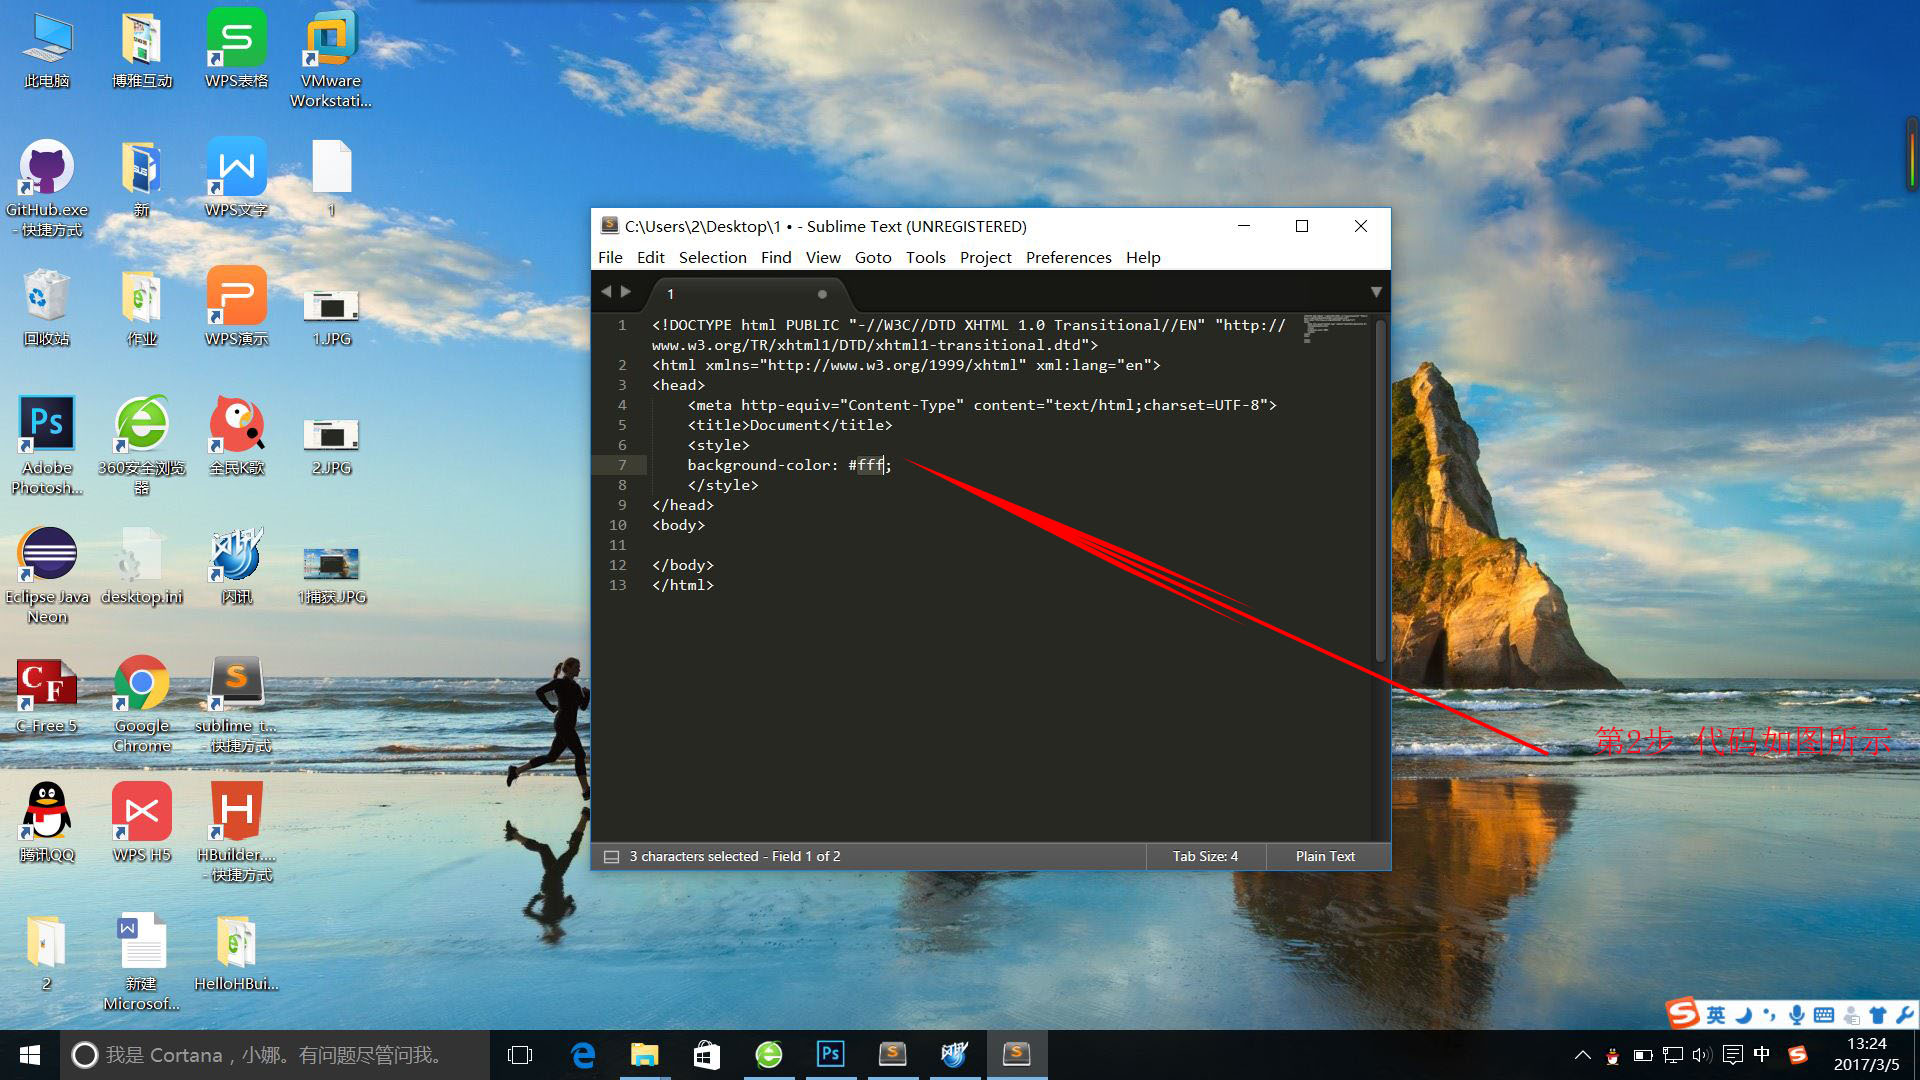 此电脑
博雅互动
WPS表格
VMware
Workstati...
GitHub.exe
- 快捷方式
新
WPS文字
1
回收站
作业
WPS演示
1.JPG
Adobe
Photosh...
360安全浏览
器
全民K歌
2.JPG
Eclipse Java
Neon
desktop.ini
闪讯
1捕获.JPG
C-Free 5
Google
Chrome
sublime_t...
- 快捷方式
腾讯QQ
WPS H5
HBuilder....
- 快捷方式
2
新建
Microsof...
HelloHBui...
C:\Users\2\Desktop\1 • - Sublime Text (UNREGISTERED)
File Edit Selection Find View Goto Tools Project Preferences Help
1
1 <!DOCTYPE html PUBLIC "-//W3C//DTD XHTML 1.0 Transitional//EN" "http://
www.w3.org/TR/xhtml1/DTD/xhtml1-transitional.dtd">
2 <html xmlns="http://www.w3.org/1999/xhtml" xml:lang="en">
3 <head>
4 <meta http-equiv="Content-Type" content="text/html;charset=UTF-8">
5 <title>Document</title>
6 <style>
7 background-color: #fff;
8 </style>
9 </head>
10 <body>
11
12 </body>
13 </html>
3 characters selected - Field 1 of 2
Tab Size: 4
Plain Text
第2步 代码如图所示
英
我是 Cortana，小娜。有问题尽管问我。
中
13:24
2017/3/5